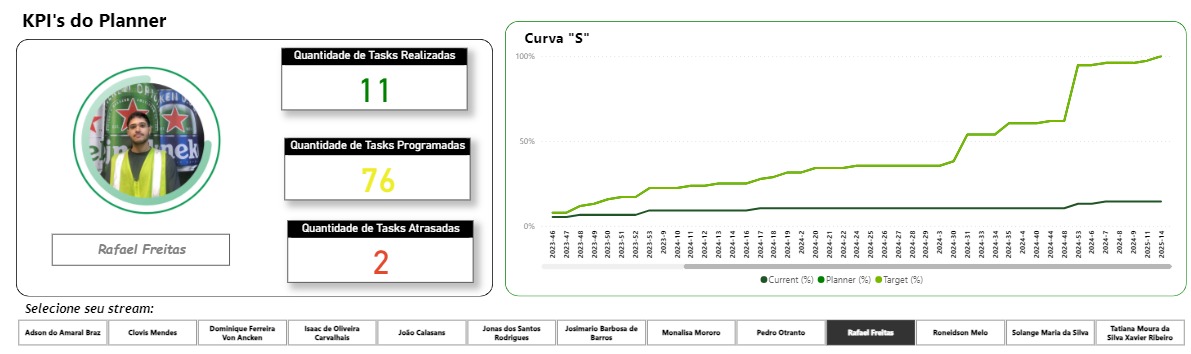 KPI's do Planner
Quantidade de Tasks Realizadas
11
Quantidade de Tasks Programadas
76
Quantidade de Tasks Atrasadas
2
Rafael Freitas
Curva "S"
100%
50%
0%
2023-46
2023-47
2023-48
2023-49
2023-50
2023-51
2023-52
2023-53
2023-9
2024-10
2024-11
2024-12
2024-13
2024-14
2024-16
2024-17
2024-18
2024-19
2024-2
2024-20
2024-21
2024-22
2024-24
2024-25
2024-26
2024-27
2024-28
2024-29
2024-3
2024-30
2024-31
2024-33
2024-34
2024-35
2024-4
2024-40
2024-44
2024-48
2024-53
2024-6
2024-7
2024-8
2024-9
2025-11
2025-14
Current (%)
Planner (%)
Target (%)
Selecione seu stream:
Adson do Amaral Braz
Clovis Mendes
Dominique Ferreira
Von Ancken
Isaac de Oliveira
Carvalhais
João Calasans
Jonas dos Santos
Rodrigues
Josimario Barbosa de
Barros
Monalisa Mororo
Pedro Otranto
Rafael Freitas
Roneidson Melo
Solange Maria da Silva
Tatiana Moura da
Silva Xavier Ribeiro